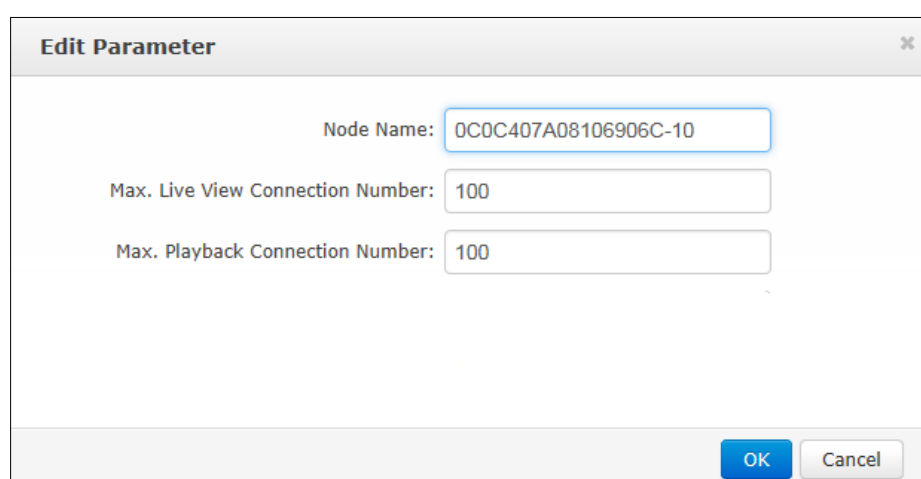 Edit Parameter
Node Name: 0C0C407A08106906C-10
Max. Live View Connection Number: 100
Max. Playback Connection Number: 100
OK Cancel